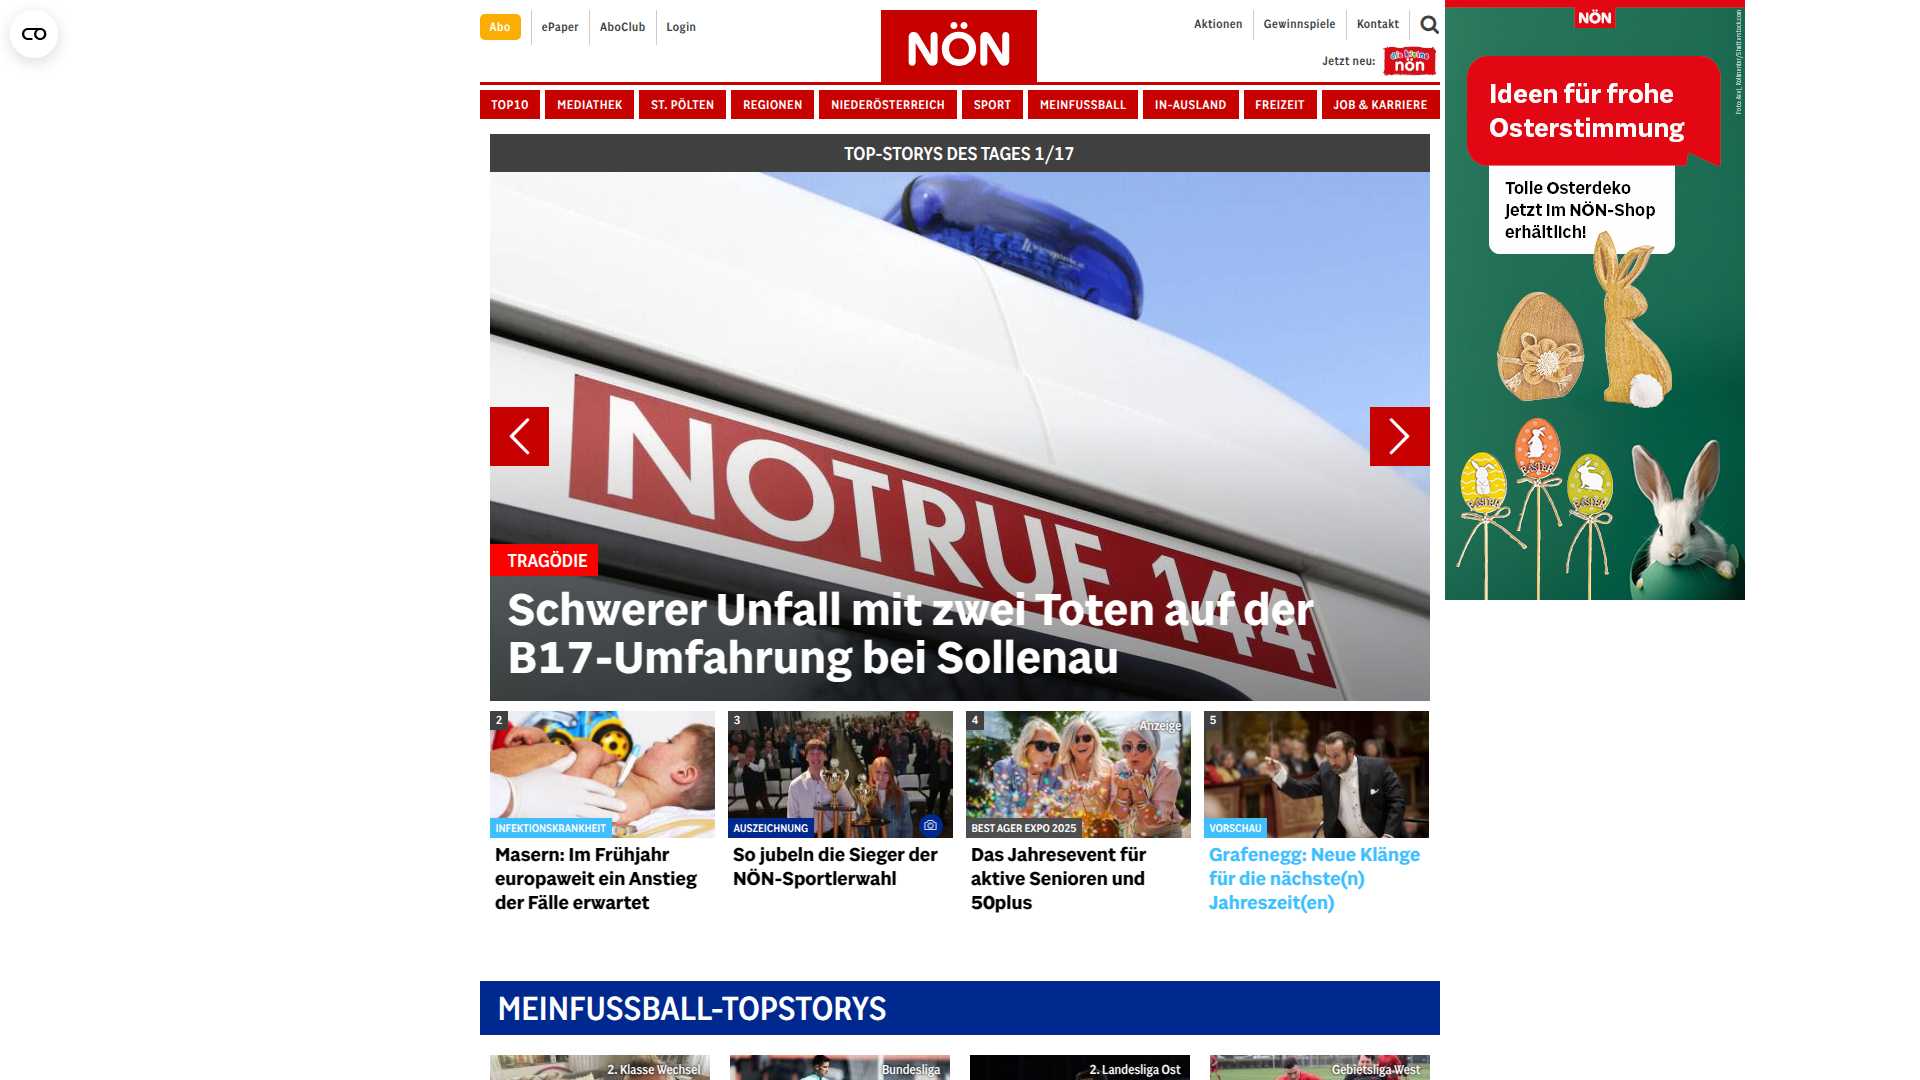 Abo
ePaper
AboClub
Login
NÖN
Aktionen
Gewinnspiele
Kontakt
Jetzt neu:
die kleine
nön
TOP10
MEDIATHEK
ST. PÖLTEN
REGIONEN
NIEDERÖSTERREICH
SPORT
MEINFUSSBALL
IN-AUSLAND
FREIZEIT
JOB & KARRIERE
TOP-STORYS DES TAGES 1/17
NOTRUF 144
TRAGÖDIE
Schwerer Unfall mit zwei Toten auf der
B17-Umfahrung bei Sollenau
2
INFEKTIONSKRANKHEIT
Masern: Im Frühjahr
europaweit ein Anstieg
der Fälle erwartet
3
AUSZEICHNUNG
So jubeln die Sieger der
NÖN-Sportlerwahl
4
Anzeige
BEST AGER EXPO 2025
Das Jahresevent für
aktive Senioren und
50plus
5
VORSCHAU
Grafenegg: Neue Klänge
für die nächste(n)
Jahreszeit(en)
MEINFUSSBALL-TOPSTORYS
2. Klasse Wechsel
Bundesliga
2. Landesliga Ost
Gebietsliga West
NÖN
Ideen für frohe
Osterstimmung
Tolle Osterdeko
jetzt im NÖN-Shop
erhältlich!
EASTER
EASTER
EASTER